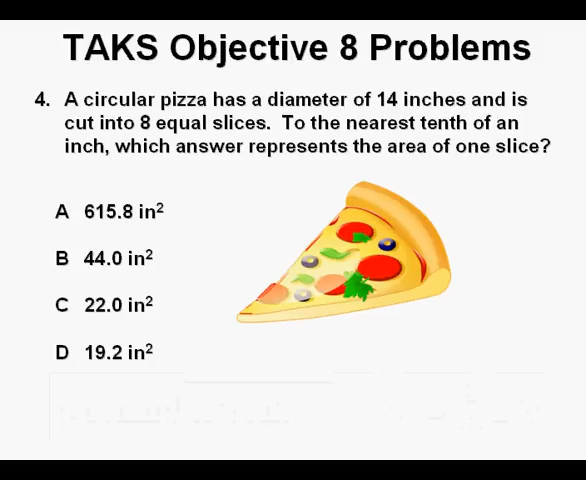 TAKS Objective 8 Problems
4. A circular pizza has a diameter of 14 inches and is
cut into 8 equal slices. To the nearest tenth of an
inch, which answer represents the area of one slice?
A 615.8 in²
B 44.0 in²
C 22.0 in²
D 19.2 in²